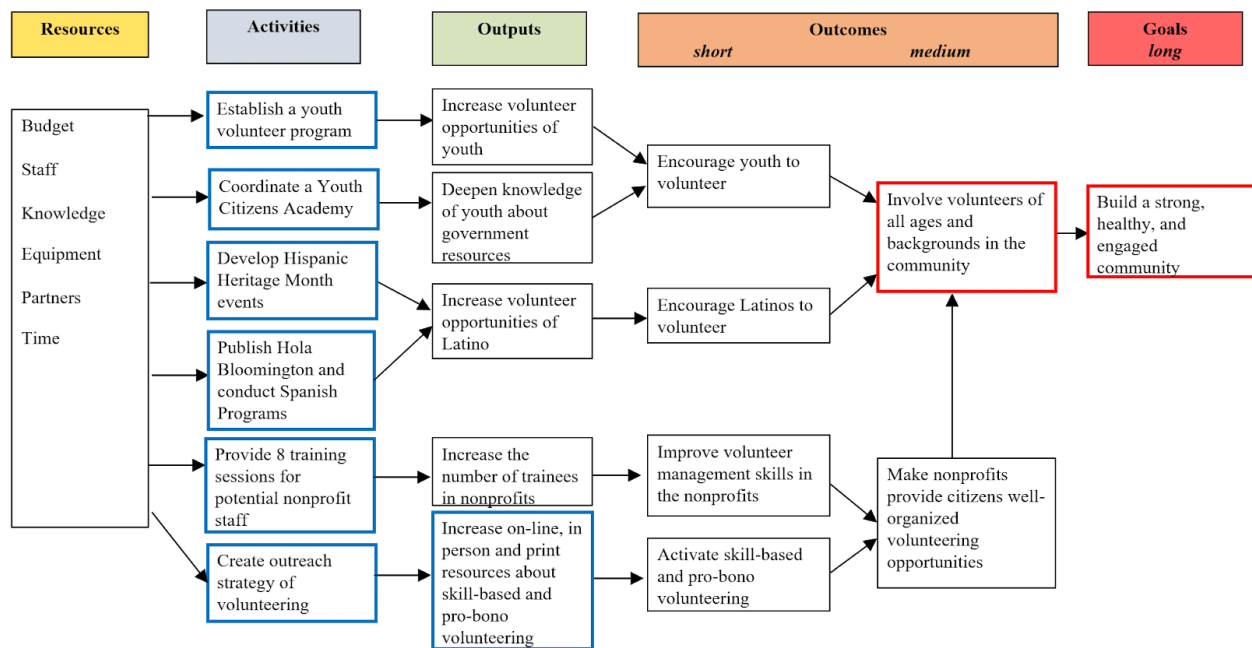 Resources
Activities
Outputs
Outcomes
short
medium
Goals
long
Budget
Staff
Knowledge
Equipment
Partners
Time
Establish a youth
volunteer program
Coordinate a Youth
Citizens Academy
Develop Hispanic
Heritage Month
events
Publish Hola
Bloomington and
conduct Spanish
Programs
Provide 8 training
sessions for
potential nonprofit
staff
Create outreach
strategy of
volunteering
Increase volunteer
opportunities of
youth
Deepen knowledge
of youth about
government
resources
Increase volunteer
opportunities of
Latino
Increase the
number of trainees
in nonprofits
Increase on-line, in
person and print
resources about
skill-based and
pro-bono
volunteering
Encourage youth to
volunteer
Encourage Latinos to
volunteer
Improve volunteer
management skills in
the nonprofits
Activate skill-based
and pro-bono
volunteering
Involve volunteers of
all ages and
backgrounds in the
community
Make nonprofits
provide citizens well-
organized
volunteering
opportunities
Build a strong,
healthy, and
engaged
community